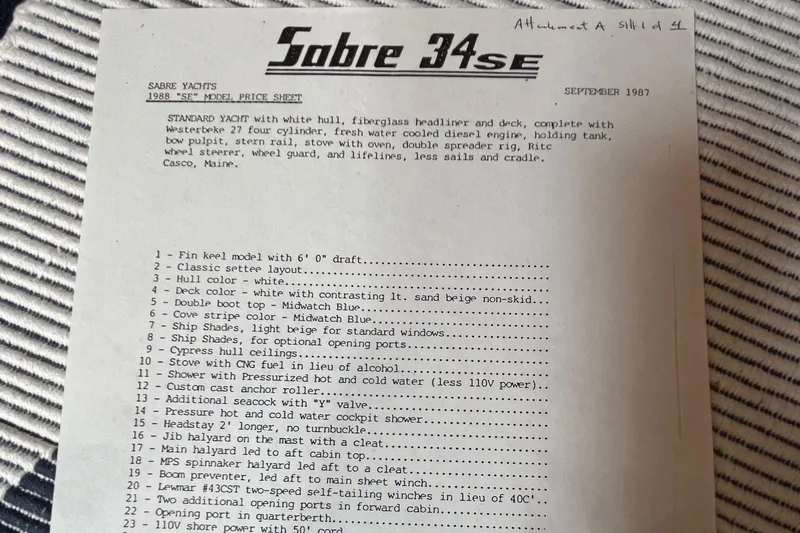 Attachment A Sht 1 of 4
Sabre 34SE
SABRE YACHTS
1988 "SE" MODEL PRICE SHEET
SEPTEMBER 1987
STANDARD YACHT with white hull, fiberglass headliner and deck, complete with
Westerbeke 27 four cylinder, fresh water cooled diesel engine, holding tank,
bow pulpit, stern rail, stove with oven, double spreader rig, Ritc
wheel steerer, wheel guard, and lifelines, less sails and cradle.
Casco, Maine.
1 - Fin keel model with 6' 0" draft
2 - Classic settee layout
3 - Hull color - white
4 - Deck color - white with contrasting lt. sand beige non-skid
5 - Double boot top - Midwatch Blue
6 - Cove stripe color - Midwatch Blue
7 - Ship Shades, light beige for standard windows
8 - Ship Shades, for optional opening ports
9 - Cypress hull ceilings
10 - Stove with CNG fuel in lieu of alcohol
11 - Shower with Pressurized hot and cold water (less 110V power)
12 - Custom cast anchor roller
13 - Additional seacock with "Y" valve
14 - Pressure hot and cold water cockpit shower
15 - Headstay 2' longer, no turnbuckle
16 - Jib halyard on the mast with a cleat
17 - Main halyard led to aft cabin top
18 - MPS spinnaker halyard led aft to a cleat
19 - Boom preventer, led aft to main sheet winch
20 - Lewmar #43CST two-speed self-tailing winches in lieu of 40C'
21 - Two additional opening ports in forward cabin
22 - Opening port in quarterberth
23 - 110V shore power with 50' cord